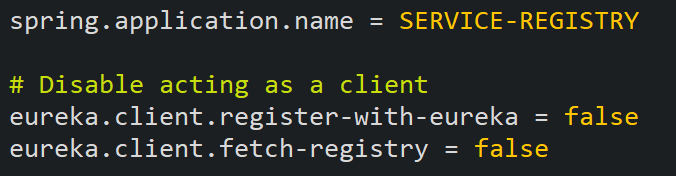 spring.application.name = SERVICE-REGISTRY
# Disable acting as a client
eureka.client.register-with-eureka = false
eureka.client.fetch-registry = false